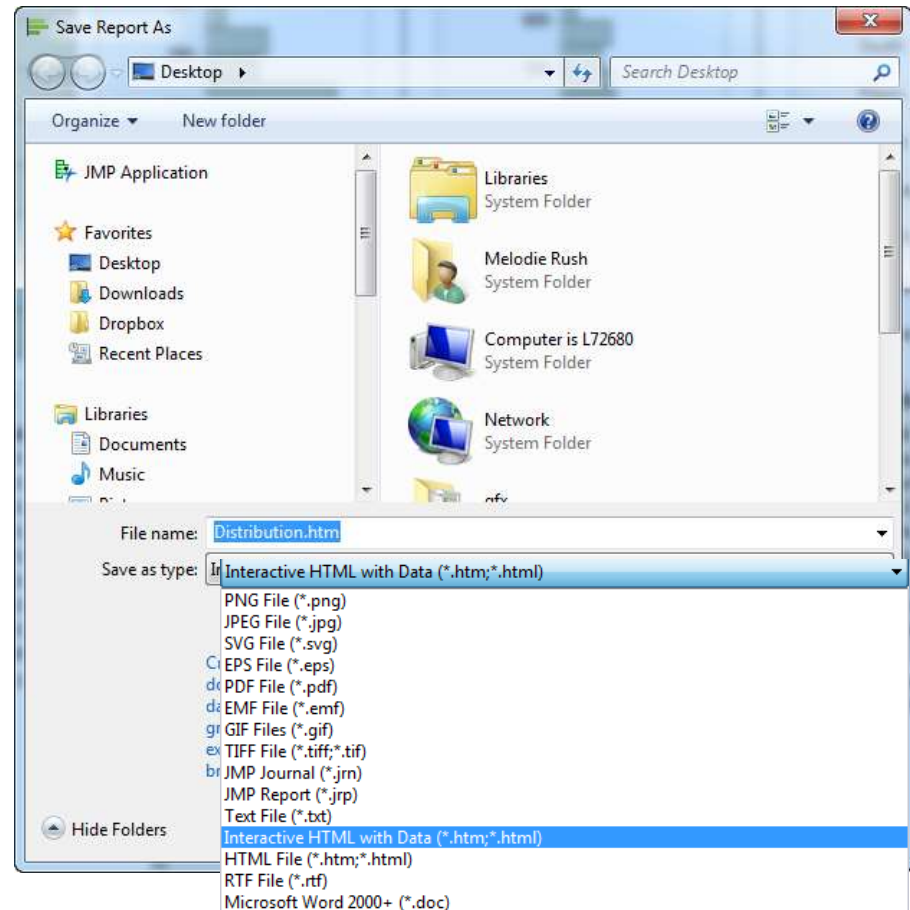 Save Report As
Desktop
Search Desktop
Organize
New folder
JMP Application
Favorites
Desktop
Downloads
Dropbox
Recent Places
Libraries
Documents
Music
Libraries
System Folder
Melodie Rush
System Folder
Computer is L72680
System Folder
Network
System Folder
File name: Distribution.htm
Save as type: Interactive HTML with Data (*.htm;*.html)
PNG File (*.png)
JPEG File (*.jpg)
SVG File (*.svg)
EPS File (*.eps)
PDF File (*.pdf)
EMF File (*.emf)
GIF Files (*.gif)
TIFF File (*.tiff;*.tif)
JMP Journal (*.jrn)
JMP Report (*.jrp)
Text File (*.txt)
Interactive HTML with Data (*.htm;*.html)
HTML File (*.htm;*.html)
RTF File (*.rtf)
Microsoft Word 2000+ (*.doc)
Hide Folders